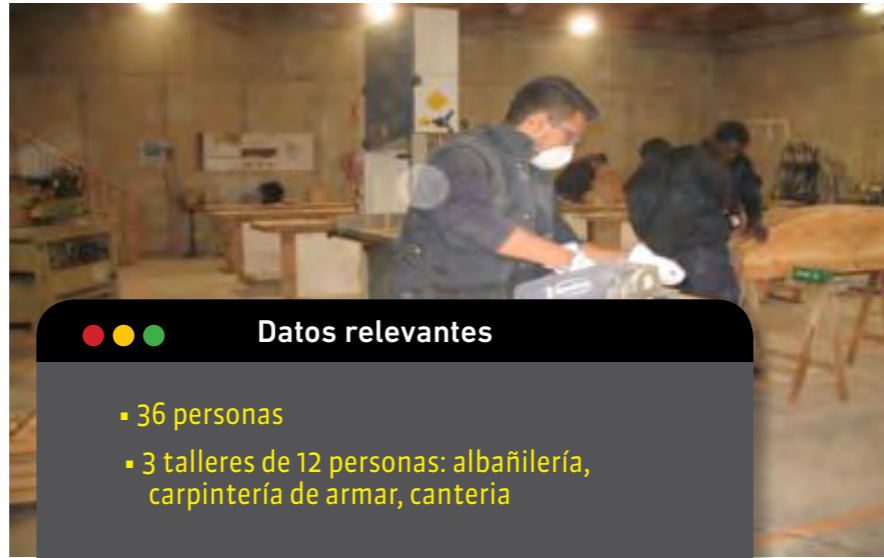 Datos relevantes
▪ 36 personas
▪ 3 talleres de 12 personas: albañilería,
carpintería de armar, canteria